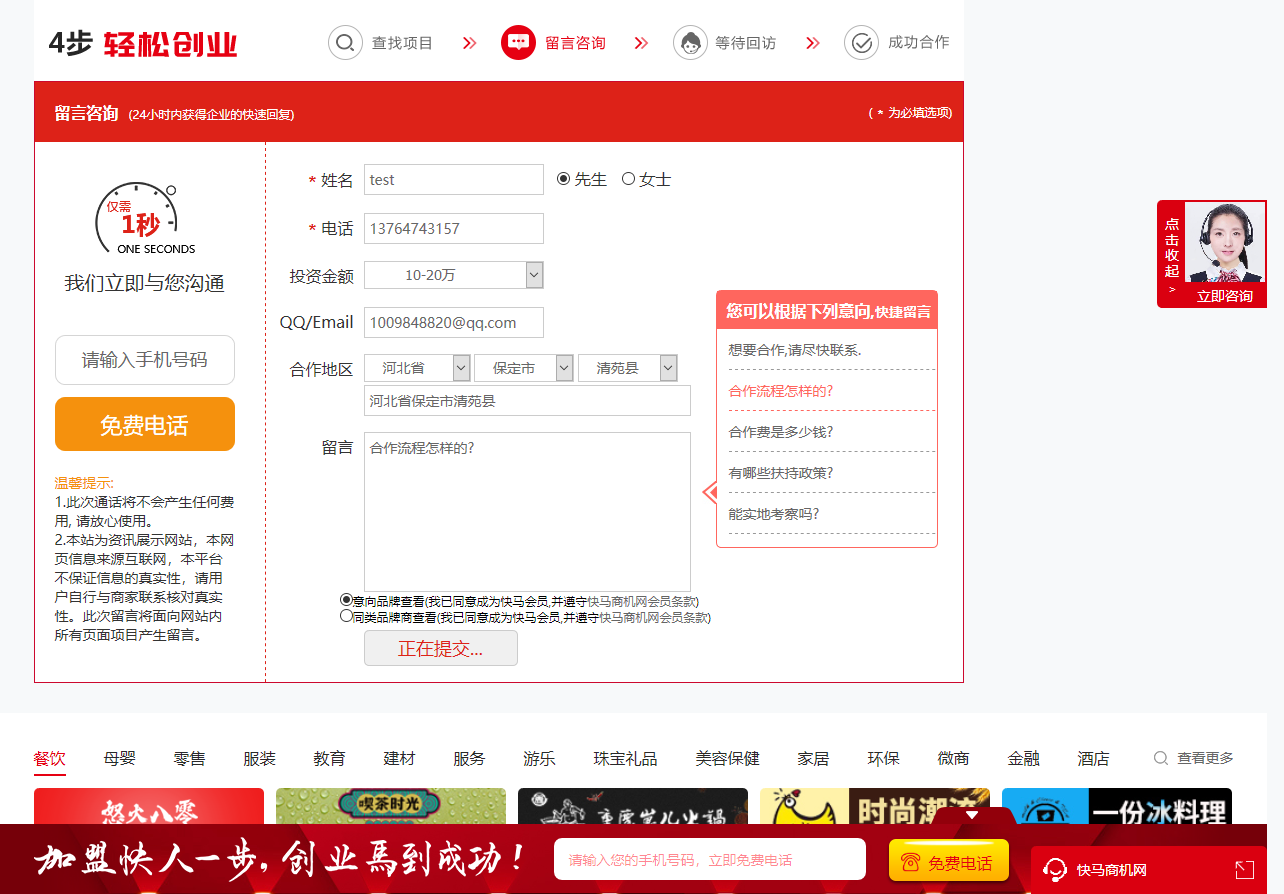 4步 轻松创业 查找项目 留言咨询 等待回访 成功合作
留言咨询 (24小时内获得企业的快速回复) ( * 为必填选项)
仅需
1秒
ONE SECONDS
我们立即与您沟通
请输入手机号码
免费电话
温馨提示:
1.此次通话将不会产生任何费
用, 请放心使用。
2.本站为资讯展示网站，本网
页信息来源互联网，本平台
不保证信息的真实性，请用
户自行与商家联系核对真实
性。此次留言将面向网站内
所有页面项目产生留言。
* 姓名 test 先生 女士
* 电话 13764743157
投资金额 10-20万
QQ/Email 1009848820@qq.com
合作地区 河北省 保定市 清苑县
河北省保定市清苑县
留言 合作流程怎样的?
意向品牌查看(我已同意成为快马会员,并遵守快马商机网会员条款)
同类品牌商查看(我已同意成为快马会员,并遵守快马商机网会员条款)
正在提交...
您可以根据下列意向,快捷留言
想要合作,请尽快联系.
合作流程怎样的?
合作费是多少钱?
有哪些扶持政策?
能实地考察吗?
点击收起
>
立即咨询
餐饮 母婴 零售 服装 教育 建材 服务 游乐 珠宝礼品 美容保健 家居 环保 微商 金融 酒店 查看更多
怒火八零
喫茶时光
时尚潮流
一份冰料理
加盟快人一步,创业馬到成功!
请输入您的手机号码，立即免费电话
免费电话
快马商机网